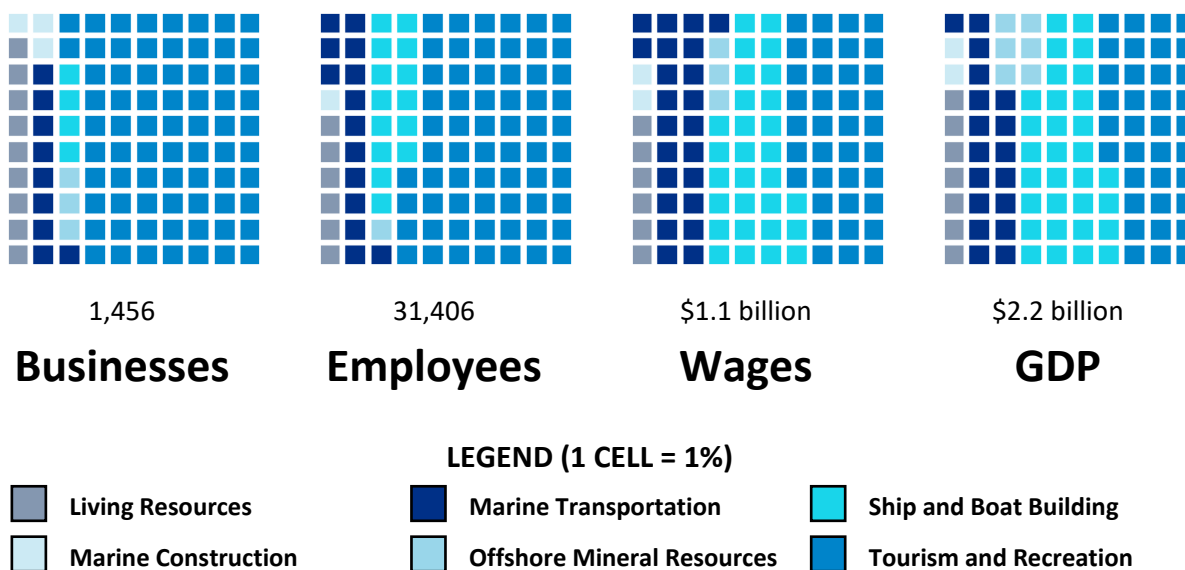 1,456 31,406 $1.1 billion $2.2 billion
Businesses Employees Wages GDP
LEGEND (1 CELL = 1%)
Living Resources Marine Transportation Ship and Boat Building
Marine Construction Offshore Mineral Resources Tourism and Recreation